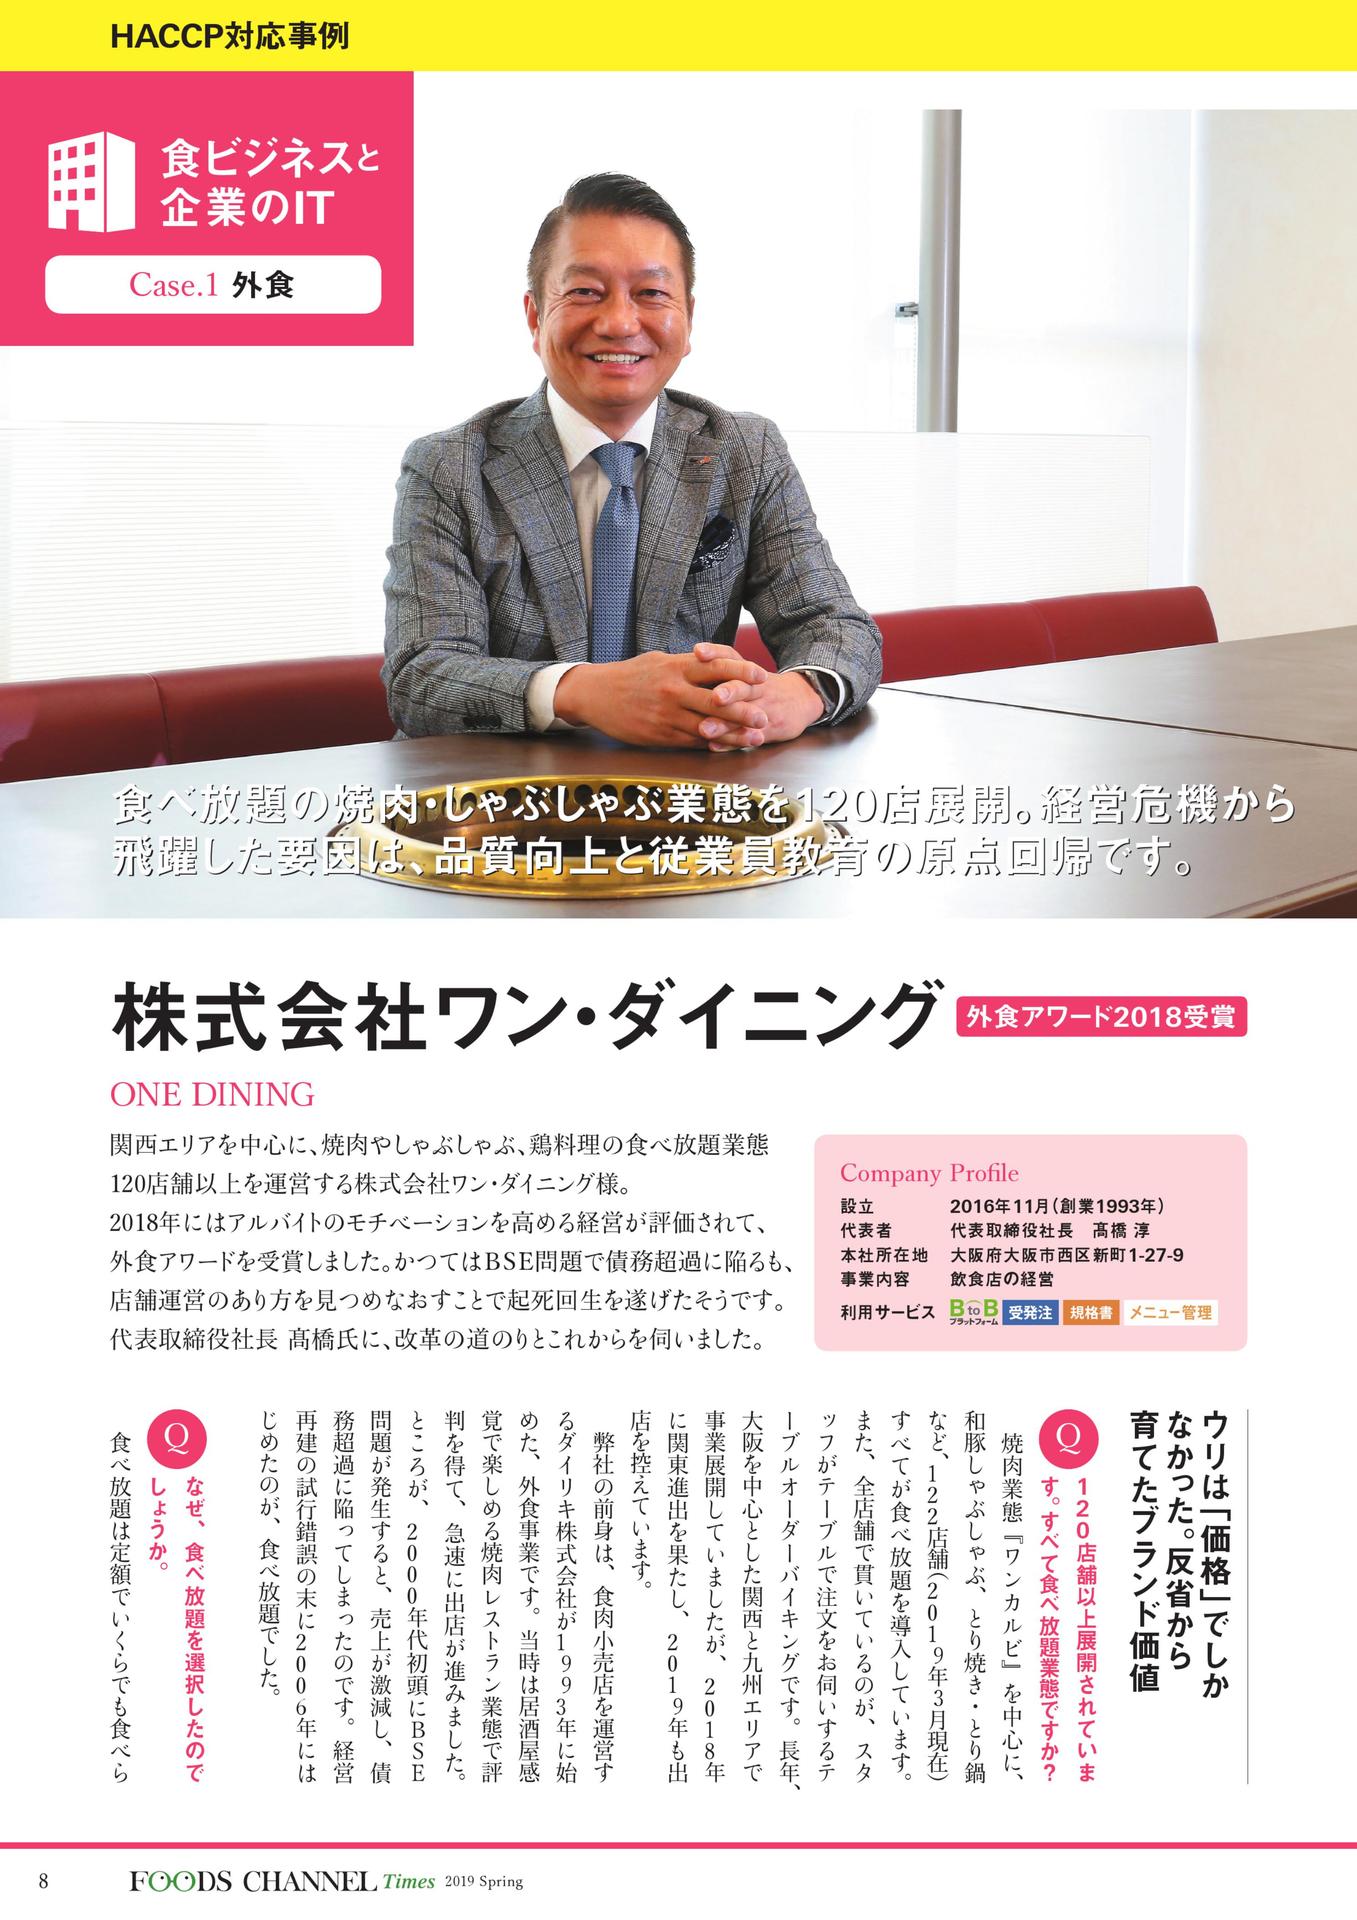 HACCP対応事例
食ビジネスと
企業のIT
Case.1 外食
食べ放題の焼肉・しゃぶしゃぶ業態を120店展開。経営危機から
飛躍した要因は、品質向上と従業員教育の原点回帰です。
株式会社ワン・ダイニング
外食アワード2018受賞
ONE DINING
関西エリアを中心に、焼肉やしゃぶしゃぶ、鶏料理の食べ放題業態
120店舗以上を運営する株式会社ワン・ダイニング様。
2018年にはアルバイトのモチベーションを高める経営が評価されて、
外食アワードを受賞しました。かつてはBSE問題で債務超過に陥るも、
店舗運営のあり方を見つめなおすことで起死回生を遂げたそうです。
代表取締役社長 髙橋氏に、改革の道のりとこれからを伺いました。
Company Profile
設立 2016年11月（創業1993年）
代表者 代表取締役社長 髙橋 淳
本社所在地 大阪府大阪市西区新町1-27-9
事業内容 飲食店の経営
利用サービス BtoB プラットフォーム 受発注 規格書 メニュー管理
ウリは「価格」でしか
なかった。反省から
育てたブランド価値
Q
120店舗以上展開されていま
す。すべて食べ放題業態ですか？
焼肉業態『ワンカルビ』を中心に、
和豚しゃぶしゃぶ、とり焼き・とり鍋
など、122店舗（2019年3月現在）
すべてが食べ放題を導入しています。
また、全店舗で貫いているのが、スタ
ッフがテーブルで注文をお伺いするテ
ーブルオーダーバイキングです。長年、
大阪を中心とした関西と九州エリアで
事業展開していましたが、2018年
に関東進出を果たし、2019年も出
店を控えています。
弊社の前身は、食肉小売店を運営す
るダイリキ株式会社が1993年に始
めた、外食事業です。当時は居酒屋感
覚で楽しめる焼肉レストラン業態で評
判を得て、急速に出店が進みました。
ところが、2000年代初頭にBSE
問題が発生すると、売上が激減し、債
務超過に陥ってしまったのです。経営
再建の試行錯誤の末に2006年には
じめたのが、食べ放題でした。
Q
なぜ、食べ放題を選択したので
しょうか。
食べ放題は定額でいくらでも食べら
8
FOODS CHANNEL Times 2019 Spring